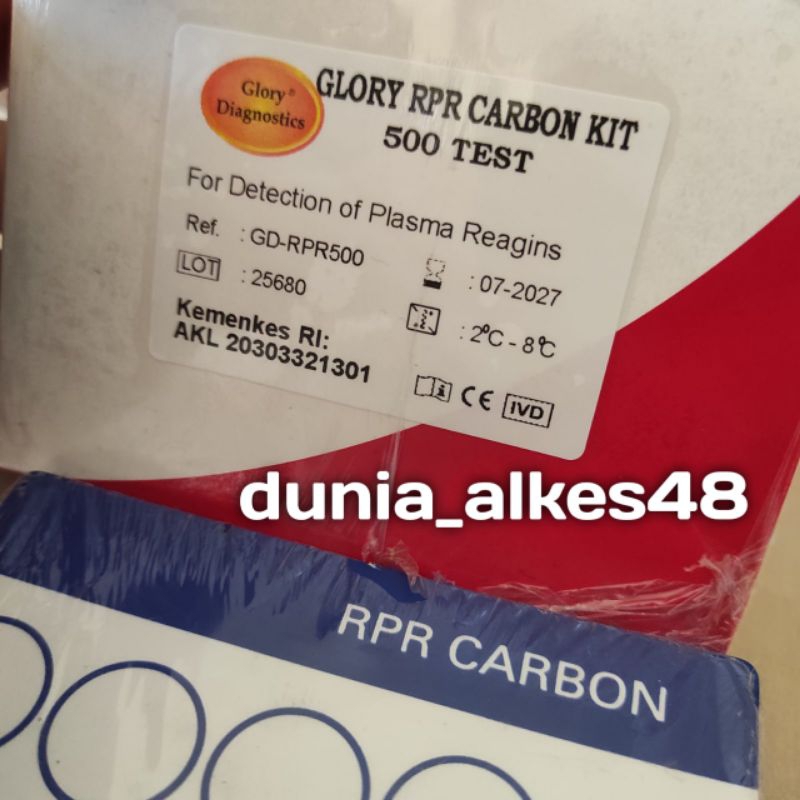 Glory®
Diagnostics
GLORY RPR CARBON KIT
500 TEST
For Detection of Plasma Reagins
Ref. : GD-RPR500
LOT : 25680
: 07-2027
: 2°C - 8°C
Kemenkes RI:
AKL 20303321301
CE IVD
dunia_alkes48
RPR CARBON